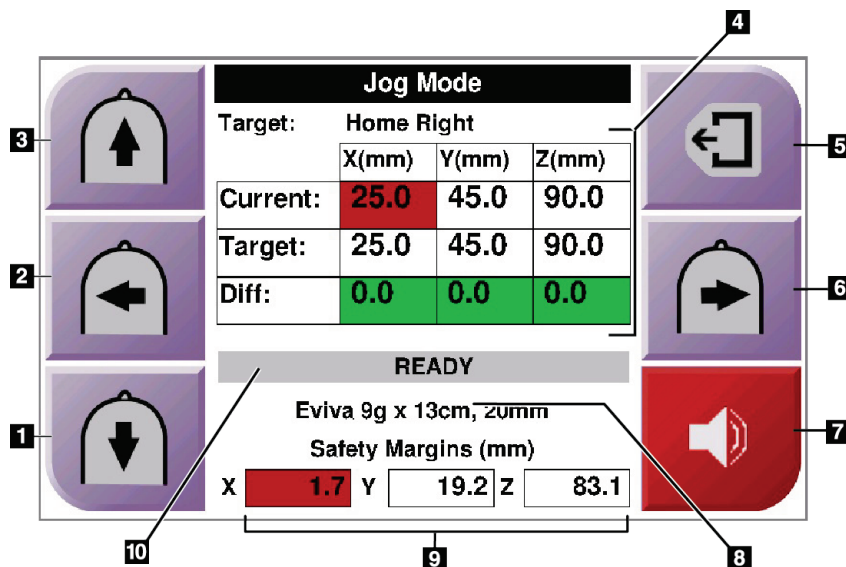 4
Jog Mode
Target: Home Right
3
5
X(mm) Y(mm) Z(mm)
Current: 25.0 45.0 90.0
Target: 25.0 45.0 90.0
2
6
Diff: 0.0 0.0 0.0
READY
Eviva 9g x 13cm, 20mm
1
7
Safety Margins (mm)
X 1.7 Y 19.2 Z 83.1
10
9
8